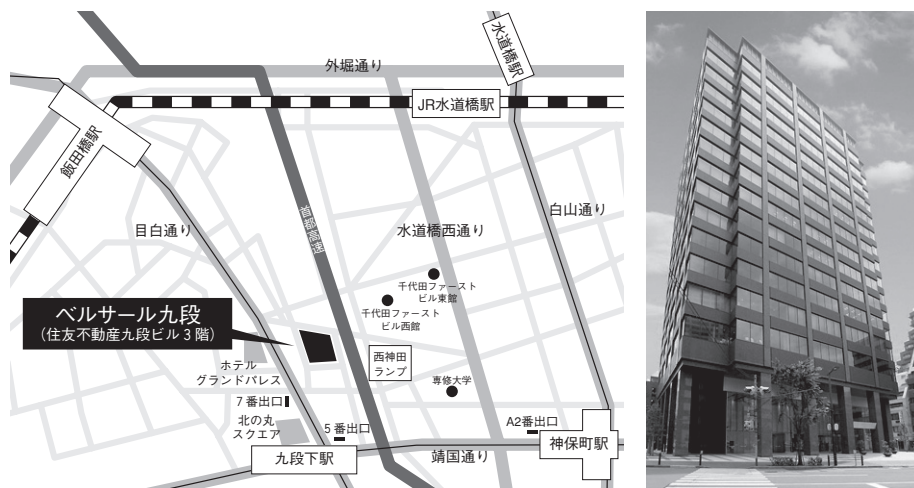 外堀通り
水道橋駅
JR水道橋駅
飯田橋駅
目白通り
首都高速
水道橋西通り
白山通り
千代田ファースト
ビル東館
千代田ファースト
ビル西館
ベルサール九段
(住友不動産九段ビル3階)
ホテル
グランドパレス
西神田
ランプ
専修大学
7番出口
北の丸
スクエア
5番出口
A2番出口
九段下駅
靖国通り
神保町駅